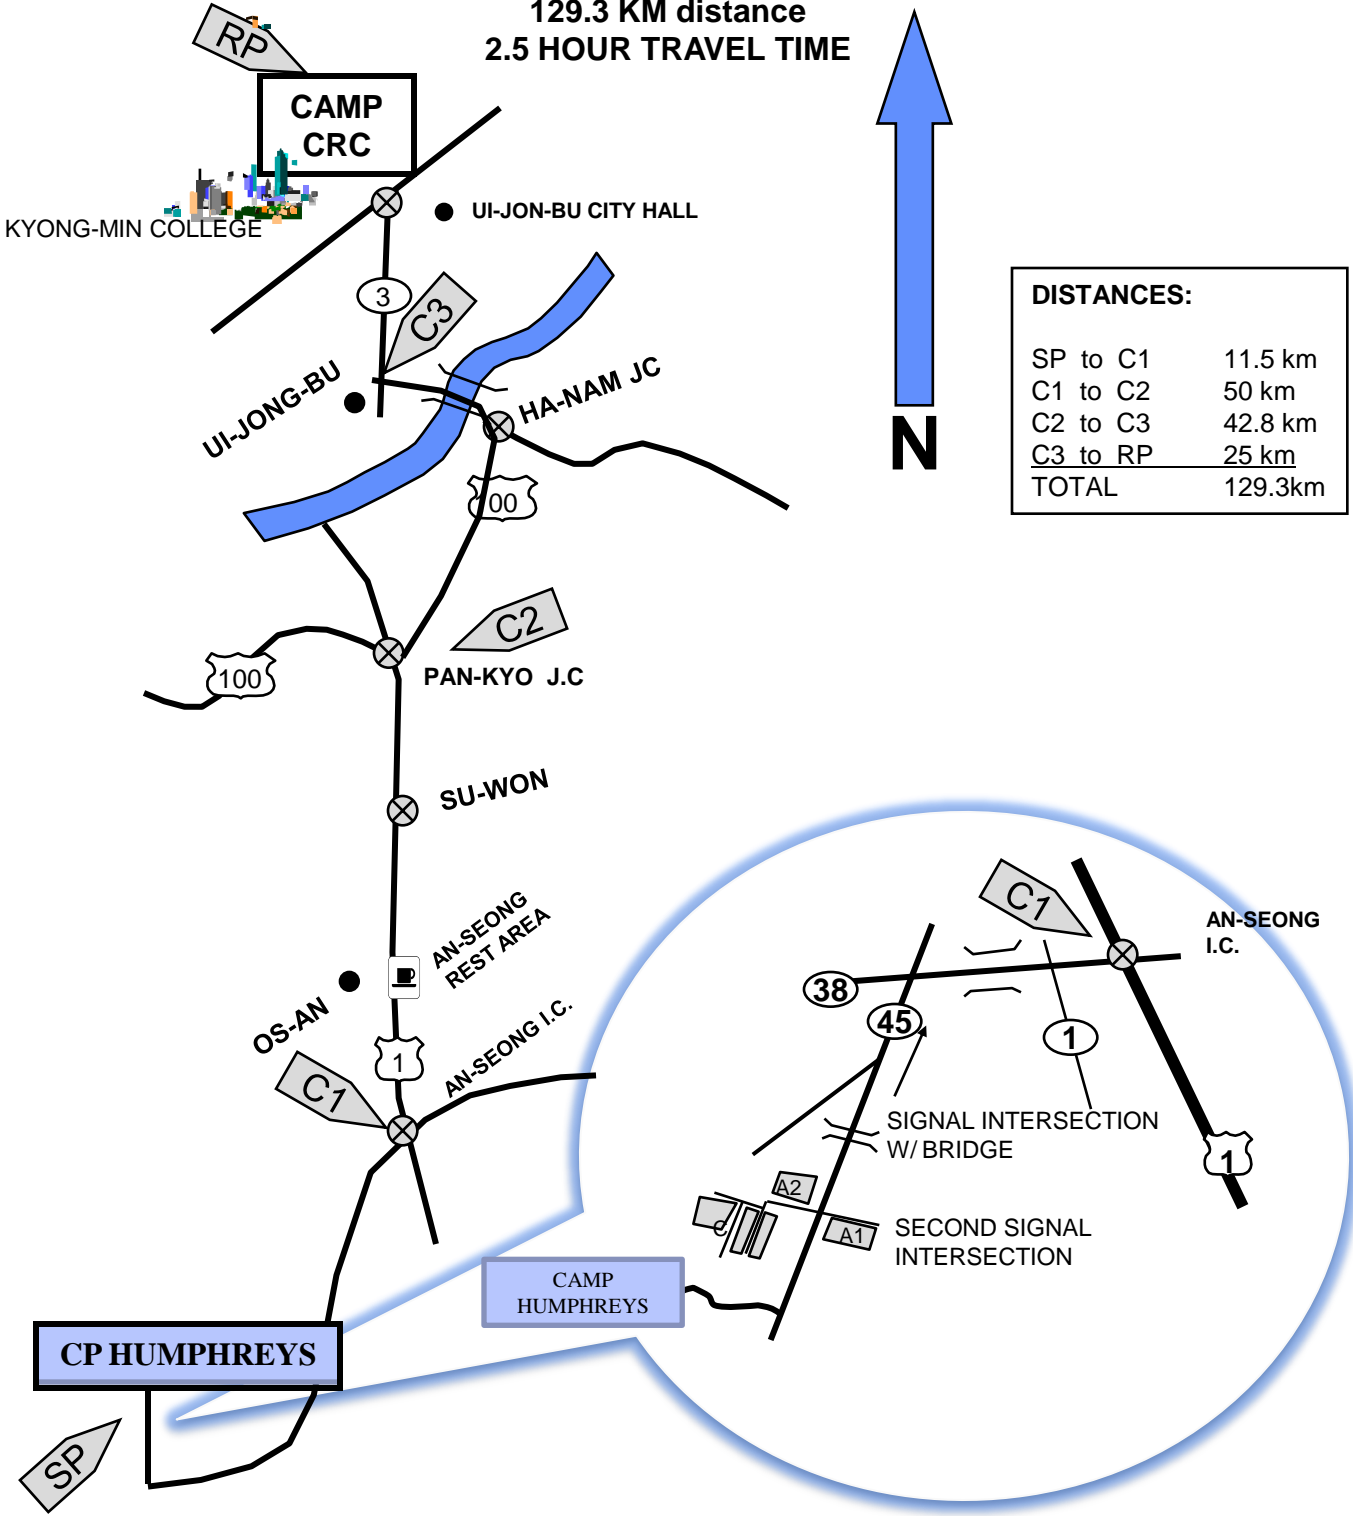 129.3 KM distance
2.5 HOUR TRAVEL TIME
RP
CAMP
CRC
KYONG-MIN COLLEGE
UI-JON-BU CITY HALL
3
C3
UI-JONG-BU
HA-NAM JC
00
N
DISTANCES:
SP to C1 11.5 km
C1 to C2 50 km
C2 to C3 42.8 km
C3 to RP 25 km
TOTAL 129.3km
C2
100
PAN-KYO J.C
SU-WON
AN-SEONG
REST AREA
OS-AN
1
AN-SEONG I.C.
C1
CP HUMPHREYS
SP
C1
AN-SEONG
I.C.
38
45
1
SIGNAL INTERSECTION
W/ BRIDGE
1
A2
C
A1
SECOND SIGNAL
INTERSECTION
CAMP
HUMPHREYS